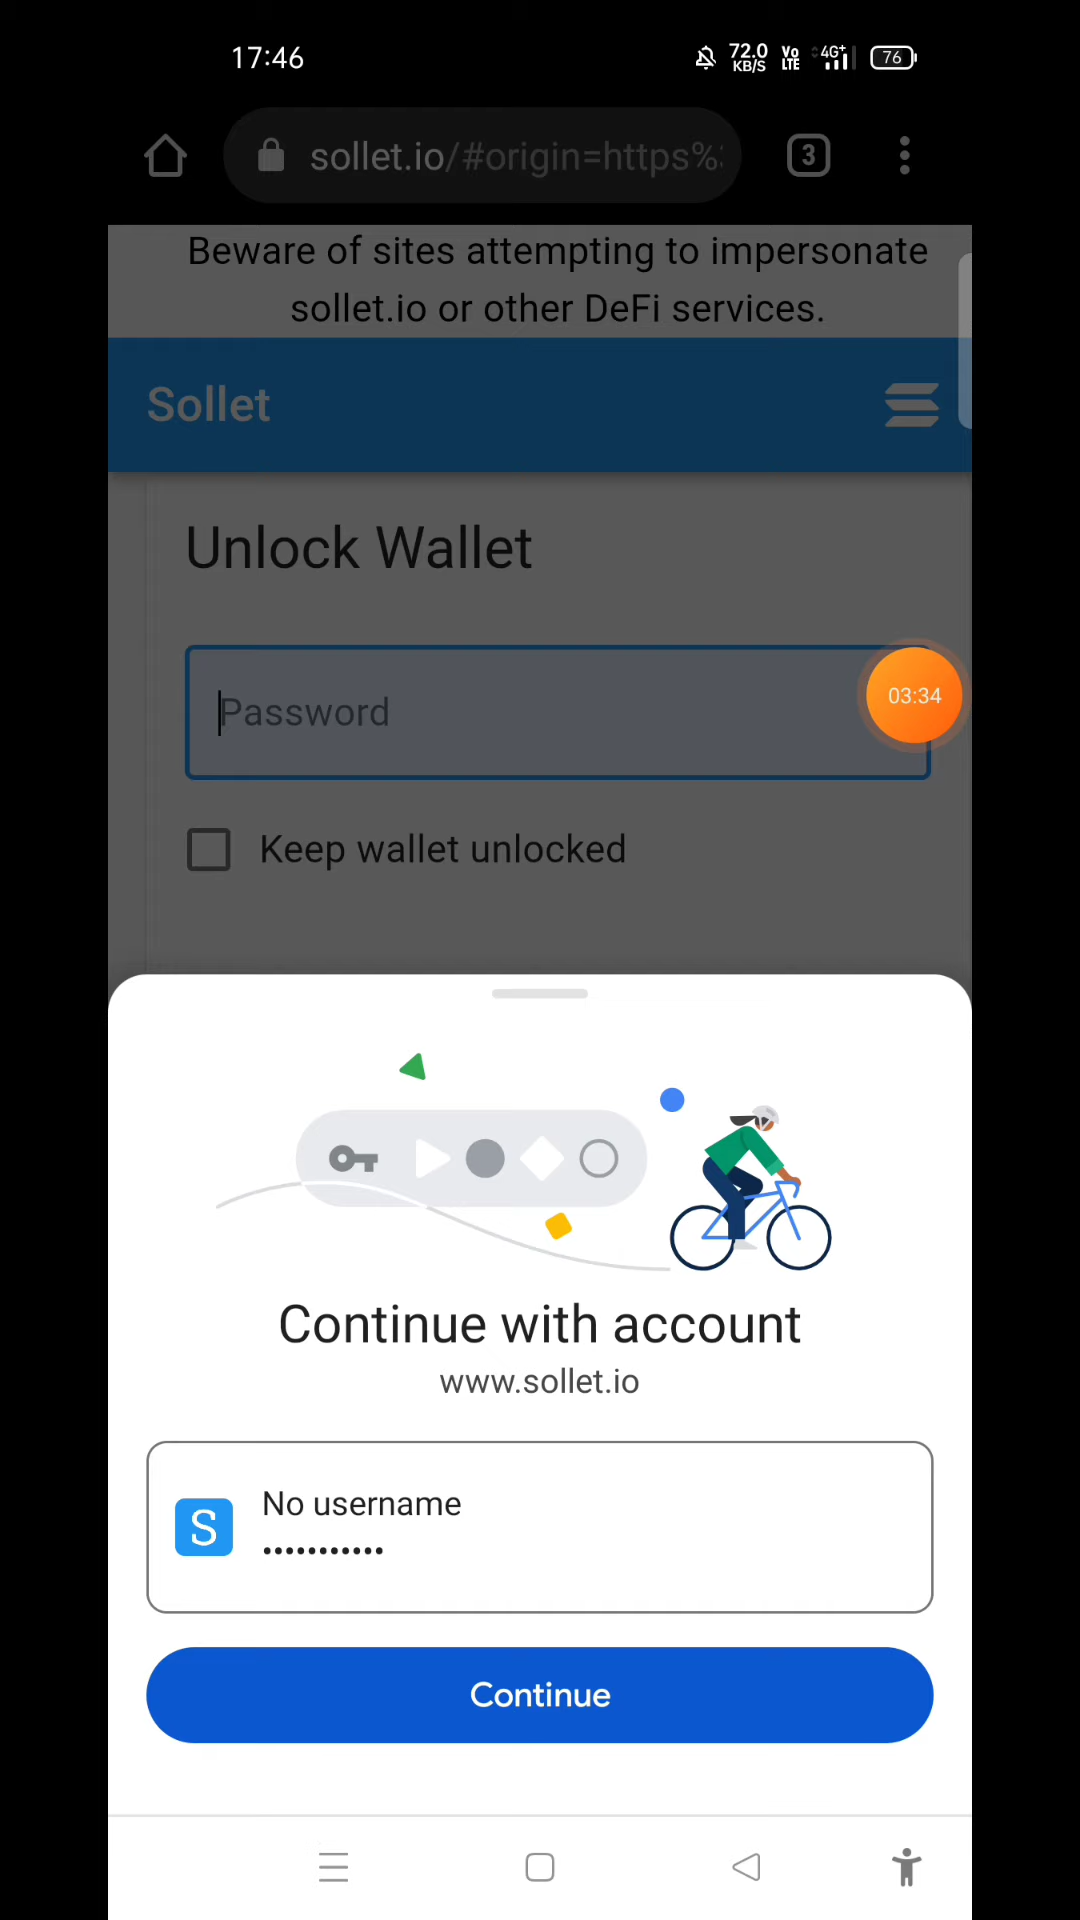 17:46
72.0 KB/S Vo LTE 4G+ 76
sollet.io/#origin=https%
3
Beware of sites attempting to impersonate
sollet.io or other DeFi services.
Sollet
Unlock Wallet
Password
03:34
Keep wallet unlocked
Continue with account
www.sollet.io
S
No username
•••••••••••
Continue